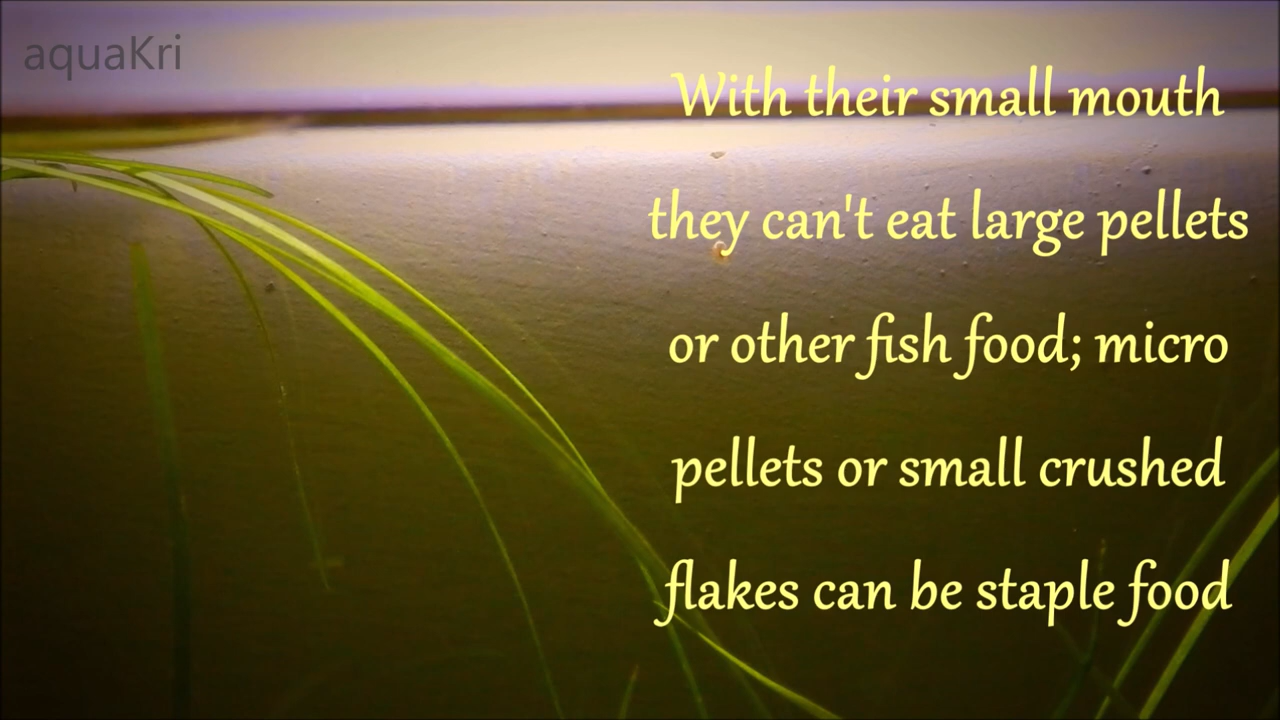 aquaKri
With their small mouth
they can't eat large pellets
or other fish food; micro
pellets or small crushed
flakes can be staple food